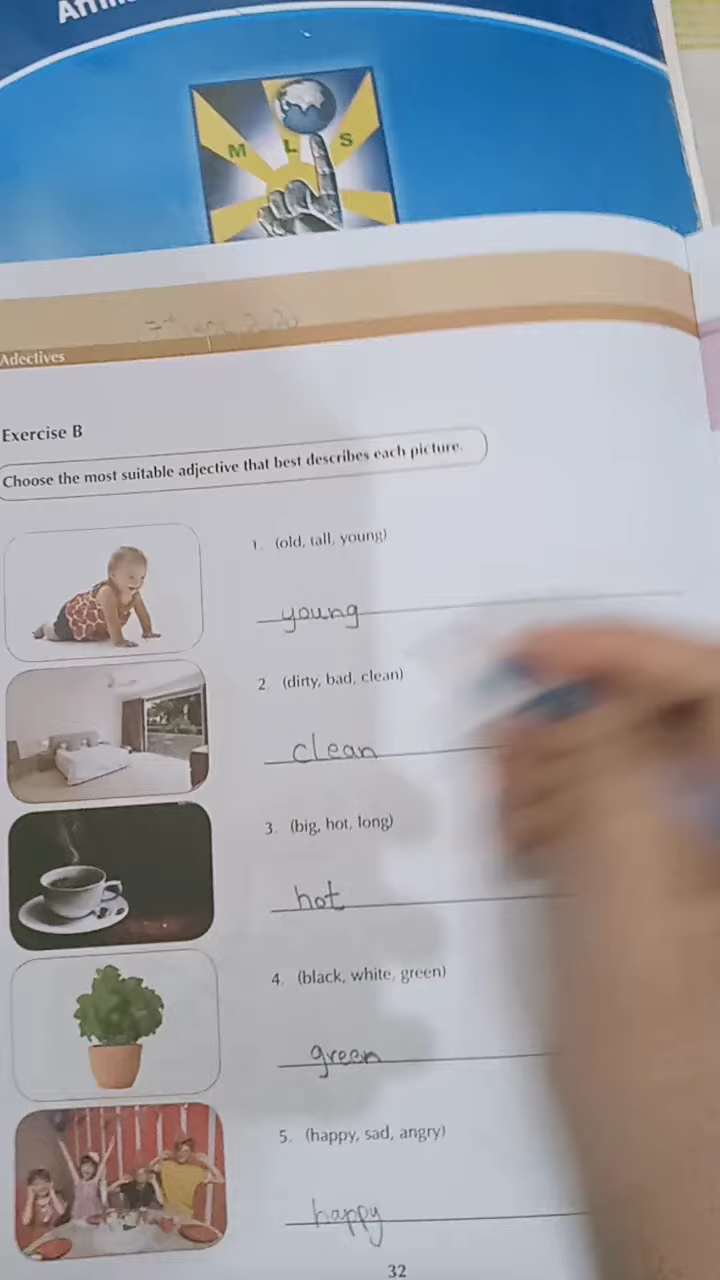 M L S
Adectives
Exercise B
Choose the most suitable adjective that best describes each picture.
1. (old, tall, young)
young
2. (dirty, bad, clean)
clean
3. (big, hot, long)
hot
4. (black, white, green)
green
5. (happy, sad, angry)
happy
32